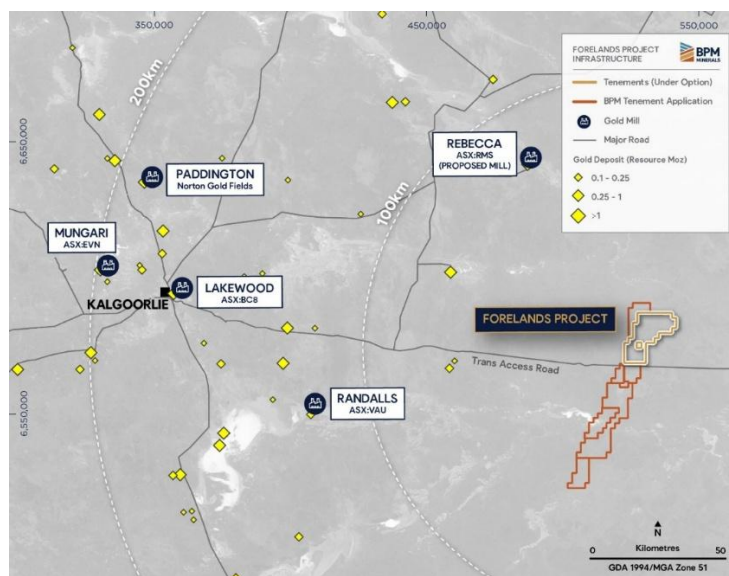 350,000
450,000
550,000
6,650,000
6,550,000
200km
100km
PADDINGTON
Norton Gold Fields
REBECCA
ASX:RMS
(PROPOSED MILL)
MUNGARI
ASX:EVN
LAKEWOOD
ASX:BC8
KALGOORLIE
RANDALLS
ASX:VAU
FORELANDS PROJECT
Trans Access Road
FORELANDS PROJECT
INFRASTRUCTURE
BPM
MINERALS
Tenements (Under Option)
BPM Tenement Application
Gold Mill
Major Road
Gold Deposit (Resource Moz)
0.1 - 0.25
0.25 - 1
>1
N
0 Kilometres 50
GDA 1994/MGA Zone 51